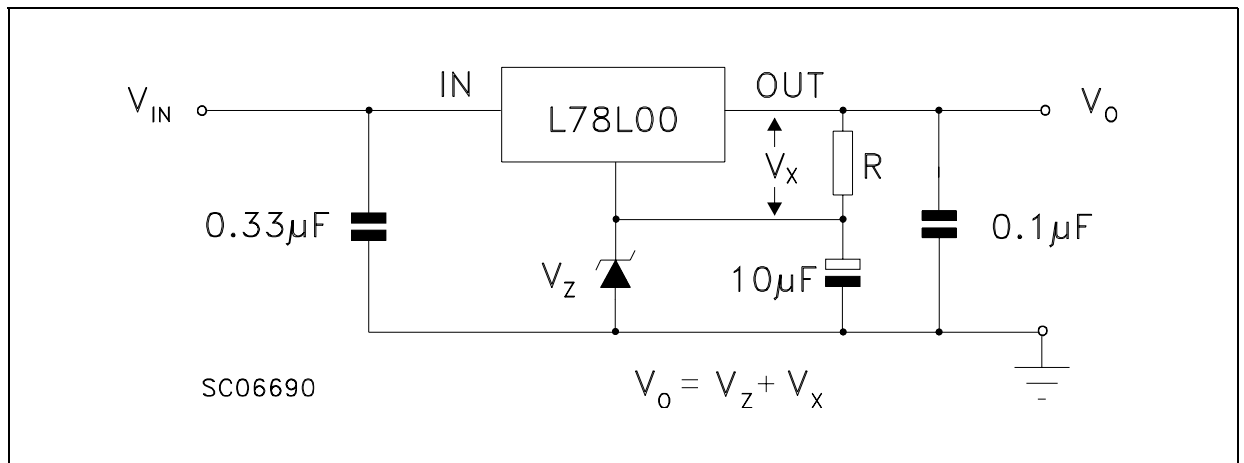 IN
OUT
V_IN
L78L00
V_O
V_X
R
0.33µF
0.1µF
V_Z
10µF
SC06690
V_O = V_Z + V_X